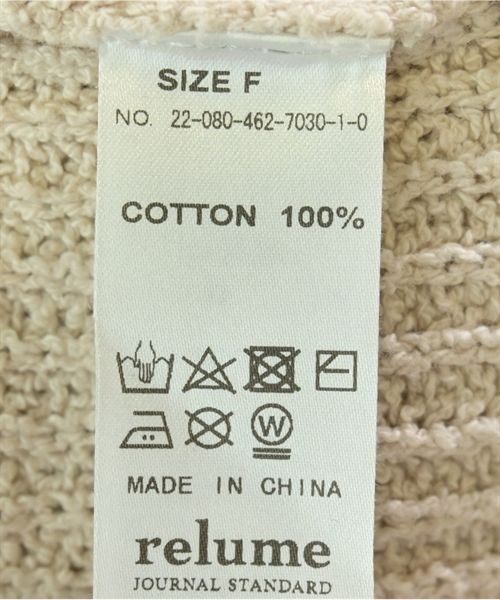 SIZE F
NO. 22-080-462-7030-1-0
COTTON 100%
W
MADE IN CHINA
relume
JOURNAL STANDARD